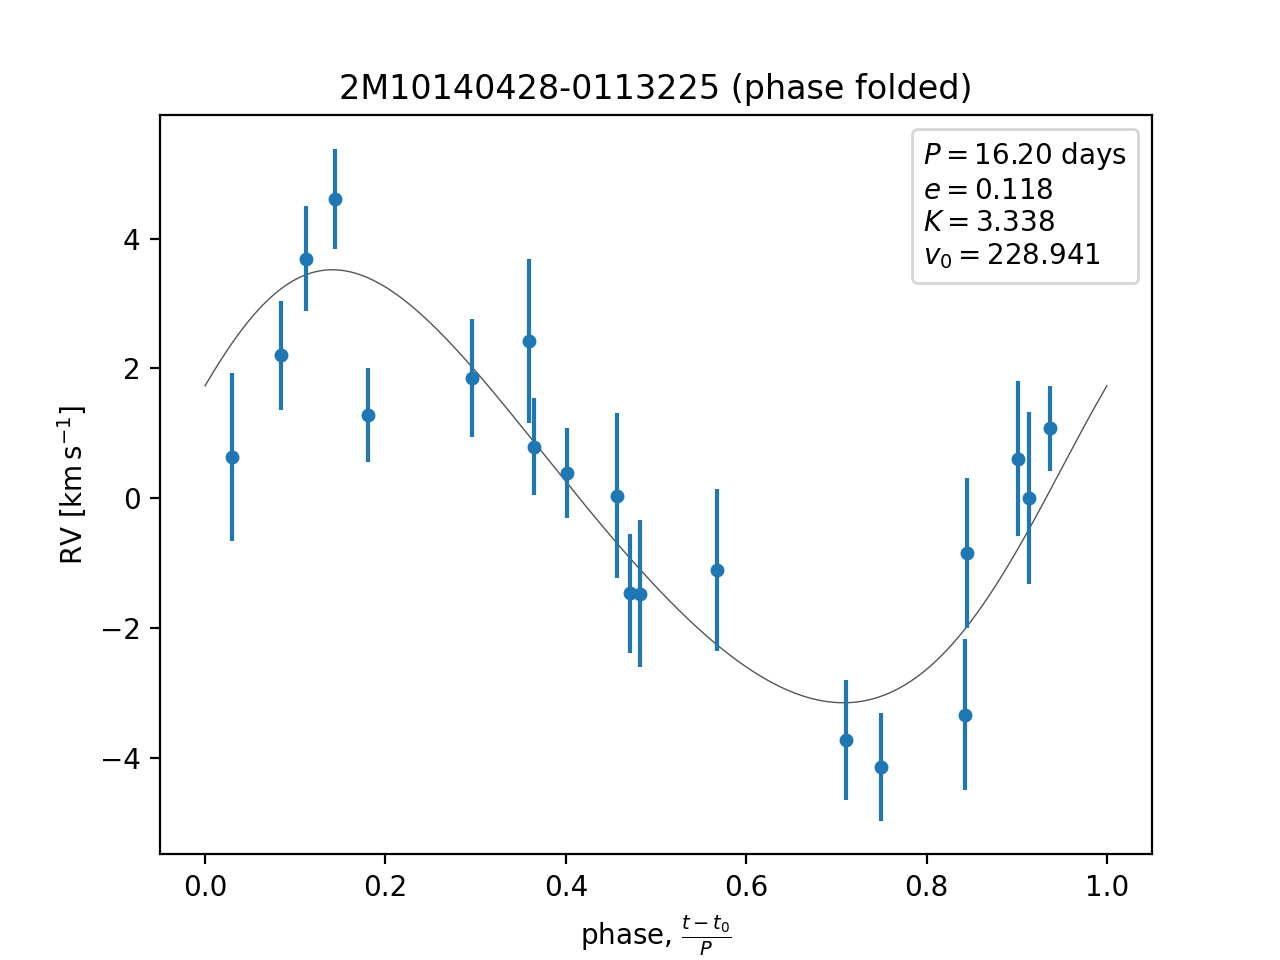 2M10140428-0113225 (phase folded)
P = 16.20 days
e = 0.118
K = 3.338
v₀ = 228.941
RV [km s⁻¹]
4
2
0
−2
−4
0.0 0.2 0.4 0.6 0.8 1.0
phase, (t − t₀)/P